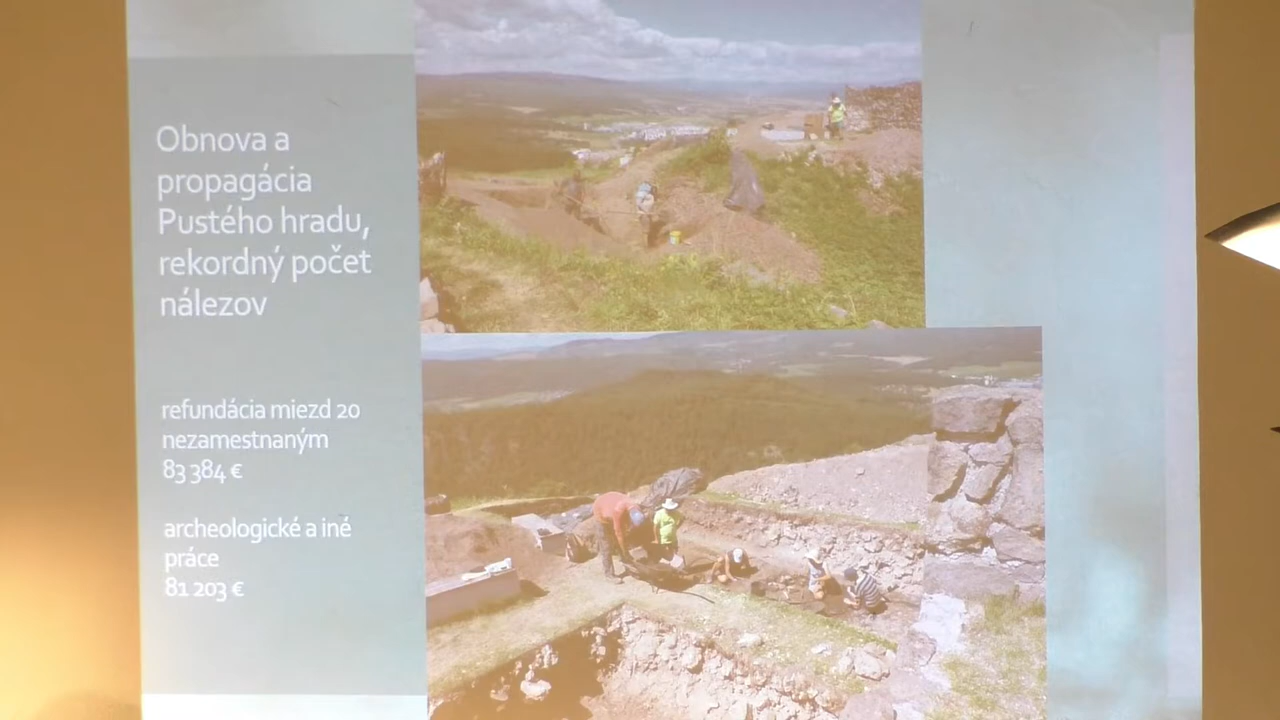 Obnova a
propagácia
Pustého hradu,
rekordný počet
nálezov
refundácia miezd 20
nezamestnaným
83 384 €
archeologické a iné
práce
81 203 €